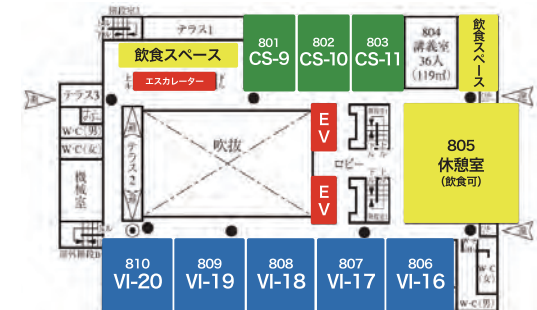 テラス1
801
CS-9
802
CS-10
803
CS-11
804
講義室
36人
(119㎡)
飲食スペース
飲食スペース
エスカレーター
テラス3
W·C(男)
W·C(女)
機械室
テラス2
吹抜
EV
EV
ロビー
805
休憩室
(飲食可)
810
VI-20
809
VI-19
808
VI-18
807
VI-17
806
VI-16
W·C
(女)
W·C(男)